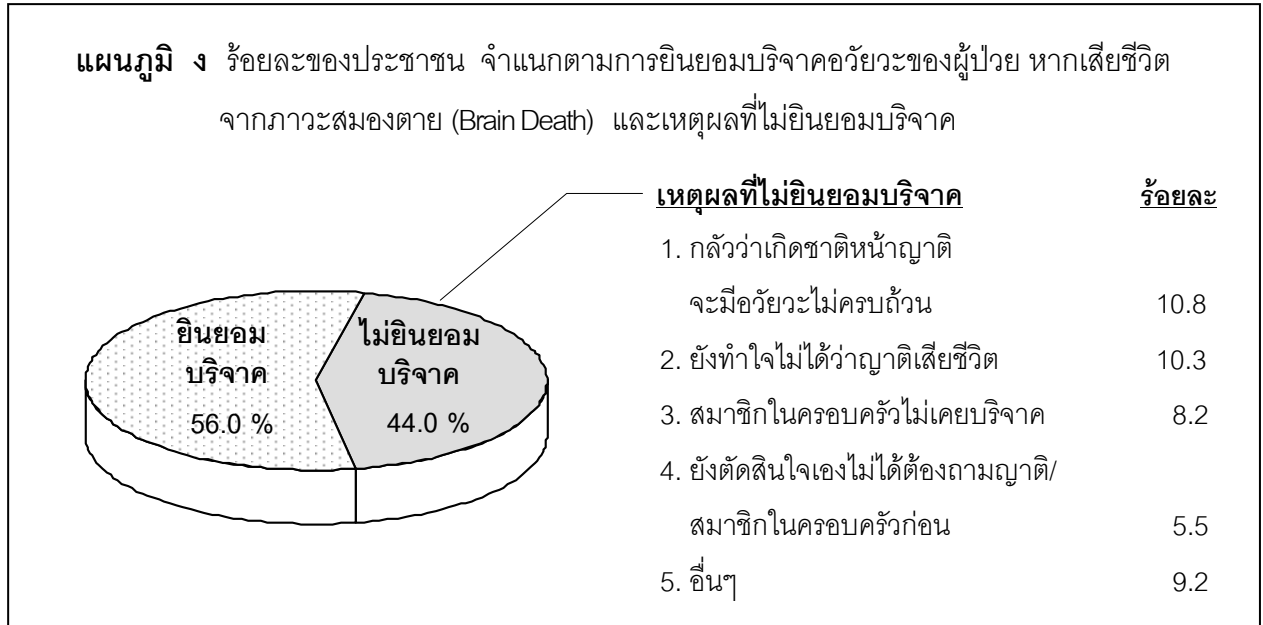 แผนภูมิ ง ร้อยละของประชาชน จำแนกตามการยินยอมบริจาคอวัยวะของผู้ป่วย หากเสียชีวิต
จากภาวะสมองตาย (Brain Death) และเหตุผลที่ไม่ยินยอมบริจาค
เหตุผลที่ไม่ยินยอมบริจาค ร้อยละ
1. กลัวว่าเกิดชาติหน้าญาติ
จะมีอวัยวะไม่ครบถ้วน 10.8
2. ยังทำใจไม่ได้ว่าญาติเสียชีวิต 10.3
3. สมาชิกในครอบครัวไม่เคยบริจาค 8.2
4. ยังตัดสินใจเองไม่ได้ต้องถามญาติ/
สมาชิกในครอบครัวก่อน 5.5
5. อื่นๆ 9.2
ยินยอม
บริจาค
56.0 %
ไม่ยินยอม
บริจาค
44.0 %